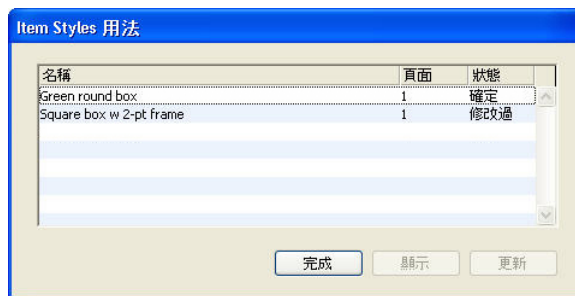 Item Styles 用法
名稱 頁面 狀態
Green round box 1 確定
Square box w 2-pt frame 1 修改過
完成 顯示 更新